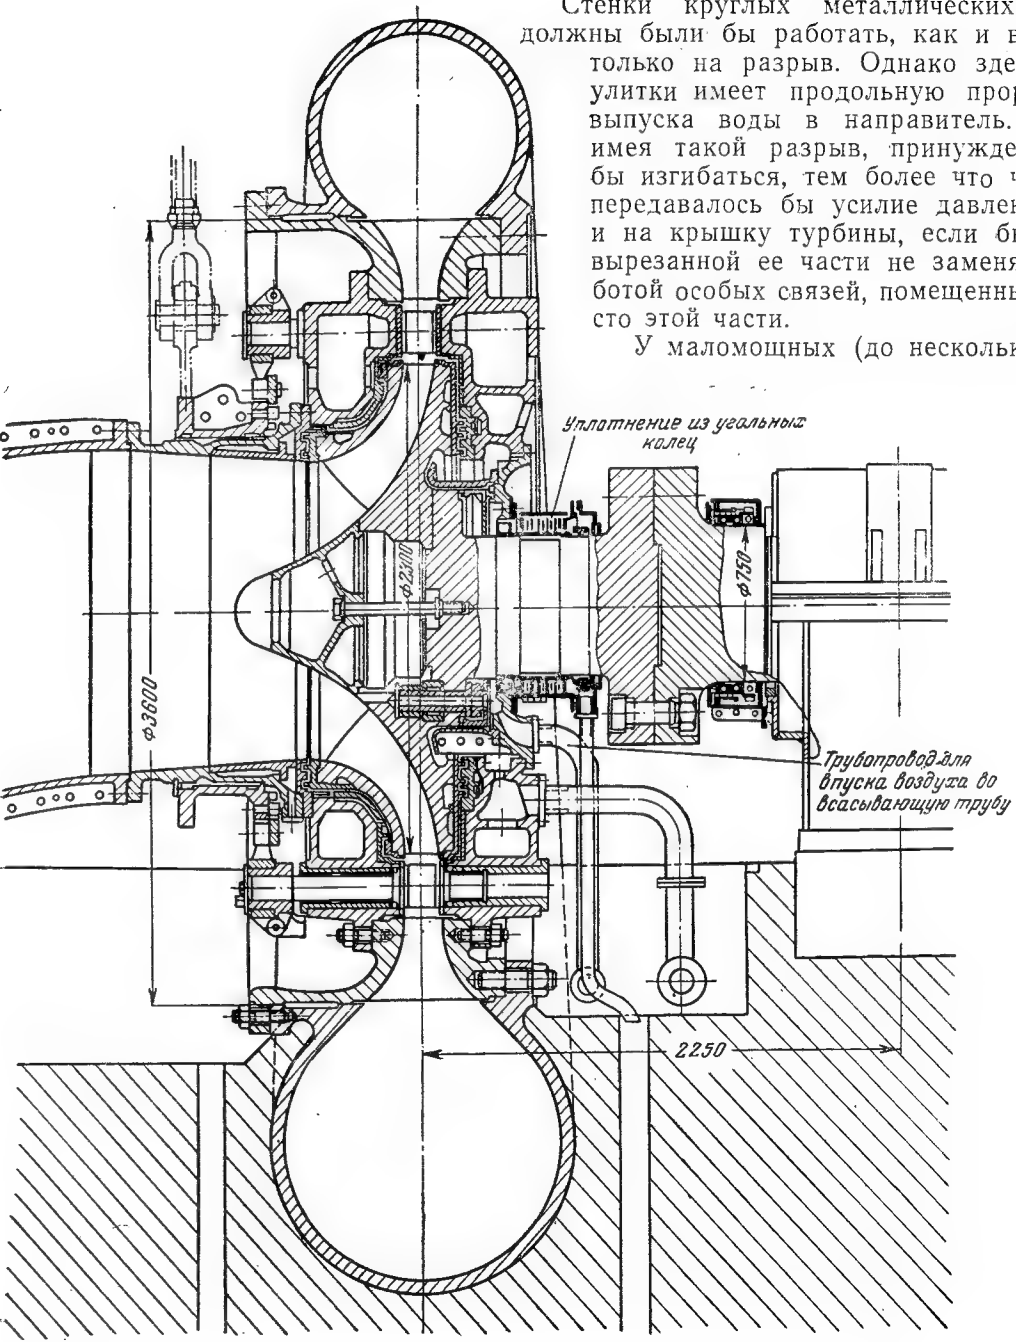 Стенки круглых металлических
должны были бы работать, как и в
только на разрыв. Однако зде
улитки имеет продольную прор
выпуска воды в направитель.
имея такой разрыв, принужде
бы изгибаться, тем более что ч
передавалось бы усилие давлен
и на крышку турбины, если б
вырезанной ее части не заменя
ботой особых связей, помещенн
сто этой части.
У маломощных (до нескольк
Уплотнение из угольных
колец
Ф2300
Ф750
Ф3600
Трубопровод для
впуска воздуха во
всасывающую трубу
2250